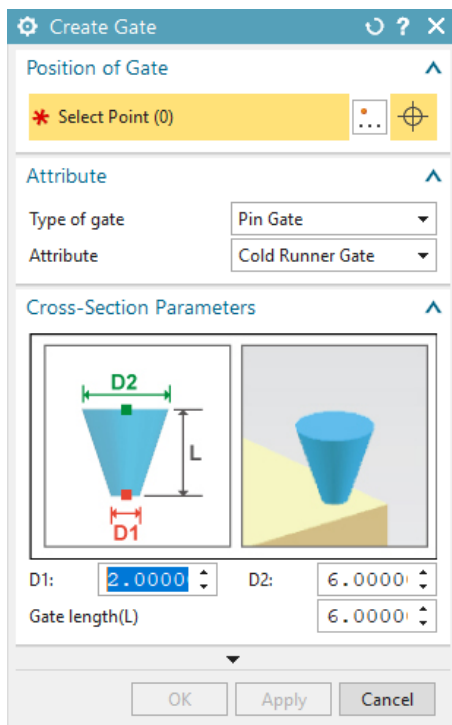 Create Gate ?
Position of Gate
* Select Point (0)
Attribute
Type of gate Pin Gate
Attribute Cold Runner Gate
Cross-Section Parameters
D2
L
D1
D1: 2.0000 D2: 6.0000
Gate length(L) 6.0000
OK Apply Cancel